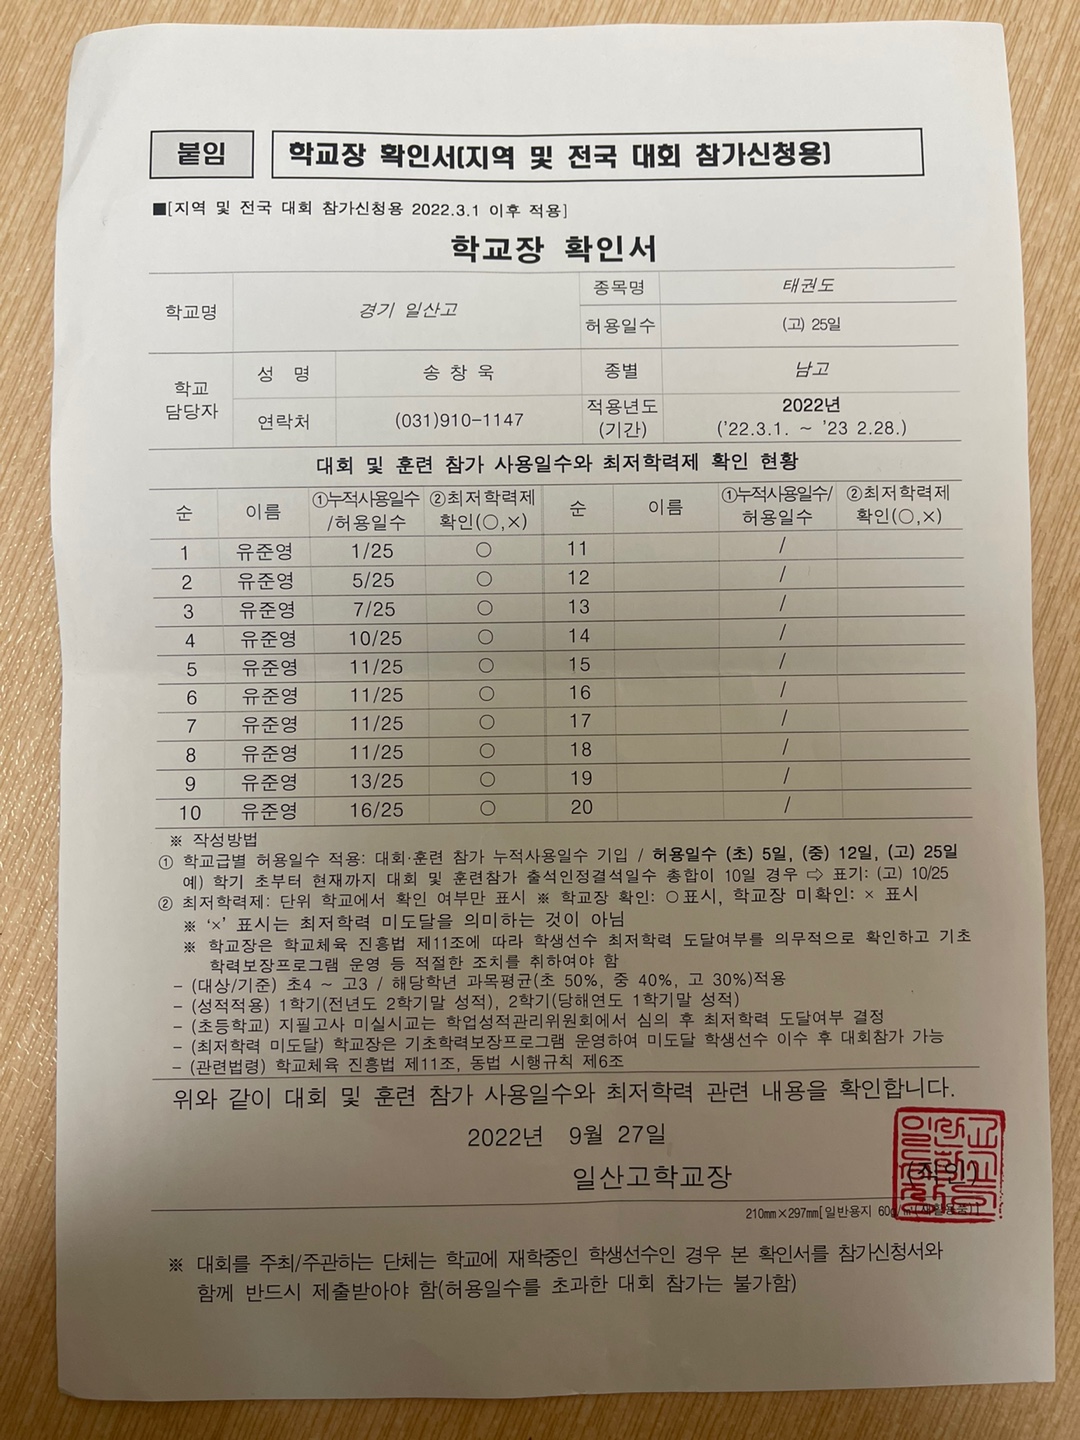 붙임
학교장 확인서(지역 및 전국 대회 참가신청용)
■[지역 및 전국 대회 참가신청용 2022.3.1 이후 적용]
학교장 확인서
학교명 경기 일산고 종목명 태권도
허용일수 (고) 25일
학교 담당자 성 명 송 창 욱 종별 남고
연락처 (031)910-1147 적용년도 (기간) 2022년 ('22.3.1. ~ '23 2.28.)
대회 및 훈련 참가 사용일수와 최저학력제 확인 현황
순 이름 ①누적사용일수/허용일수 ②최저학력제 확인(○,×) 순 이름 ①누적사용일수/허용일수 ②최저학력제 확인(○,×)
1 유준영 1/25 ○ 11 /
2 유준영 5/25 ○ 12 /
3 유준영 7/25 ○ 13 /
4 유준영 10/25 ○ 14 /
5 유준영 11/25 ○ 15 /
6 유준영 11/25 ○ 16 /
7 유준영 11/25 ○ 17 /
8 유준영 11/25 ○ 18 /
9 유준영 13/25 ○ 19 /
10 유준영 16/25 ○ 20 /
※ 작성방법
① 학교급별 허용일수 적용: 대회·훈련 참가 누적사용일수 기입 / 허용일수 (초) 5일, (중) 12일, (고) 25일
예) 학기 초부터 현재까지 대회 및 훈련참가 출석인정결석일수 총합이 10일 경우 ⇨ 표기: (고) 10/25
② 최저학력제: 단위 학교에서 확인 여부만 표시 ※ 학교장 확인: ○표시, 학교장 미확인: × 표시
※ '×' 표시는 최저학력 미도달을 의미하는 것이 아님
※ 학교장은 학교체육 진흥법 제11조에 따라 학생선수 최저학력 도달여부를 의무적으로 확인하고 기초
학력보장프로그램 운영 등 적절한 조치를 취하여야 함
- (대상/기준) 초4 ~ 고3 / 해당학년 과목평균(초 50%, 중 40%, 고 30%)적용
- (성적적용) 1학기(전년도 2학기말 성적), 2학기(당해연도 1학기말 성적)
- (초등학교) 지필고사 미실시교는 학업성적관리위원회에서 심의 후 최저학력 도달여부 결정
- (최저학력 미도달) 학교장은 기초학력보장프로그램 운영하여 미도달 학생선수 이수 후 대회참가 가능
- (관련법령) 학교체육 진흥법 제11조, 동법 시행규칙 제6조
위와 같이 대회 및 훈련 참가 사용일수와 최저학력 관련 내용을 확인합니다.
2022년 9월 27일
일산고학교장 (직인)
210mm×297mm[일반용지 60g/㎡(재활용품)]
※ 대회를 주최/주관하는 단체는 학교에 재학중인 학생선수인 경우 본 확인서를 참가신청서와
함께 반드시 제출받아야 함(허용일수를 초과한 대회 참가는 불가함)